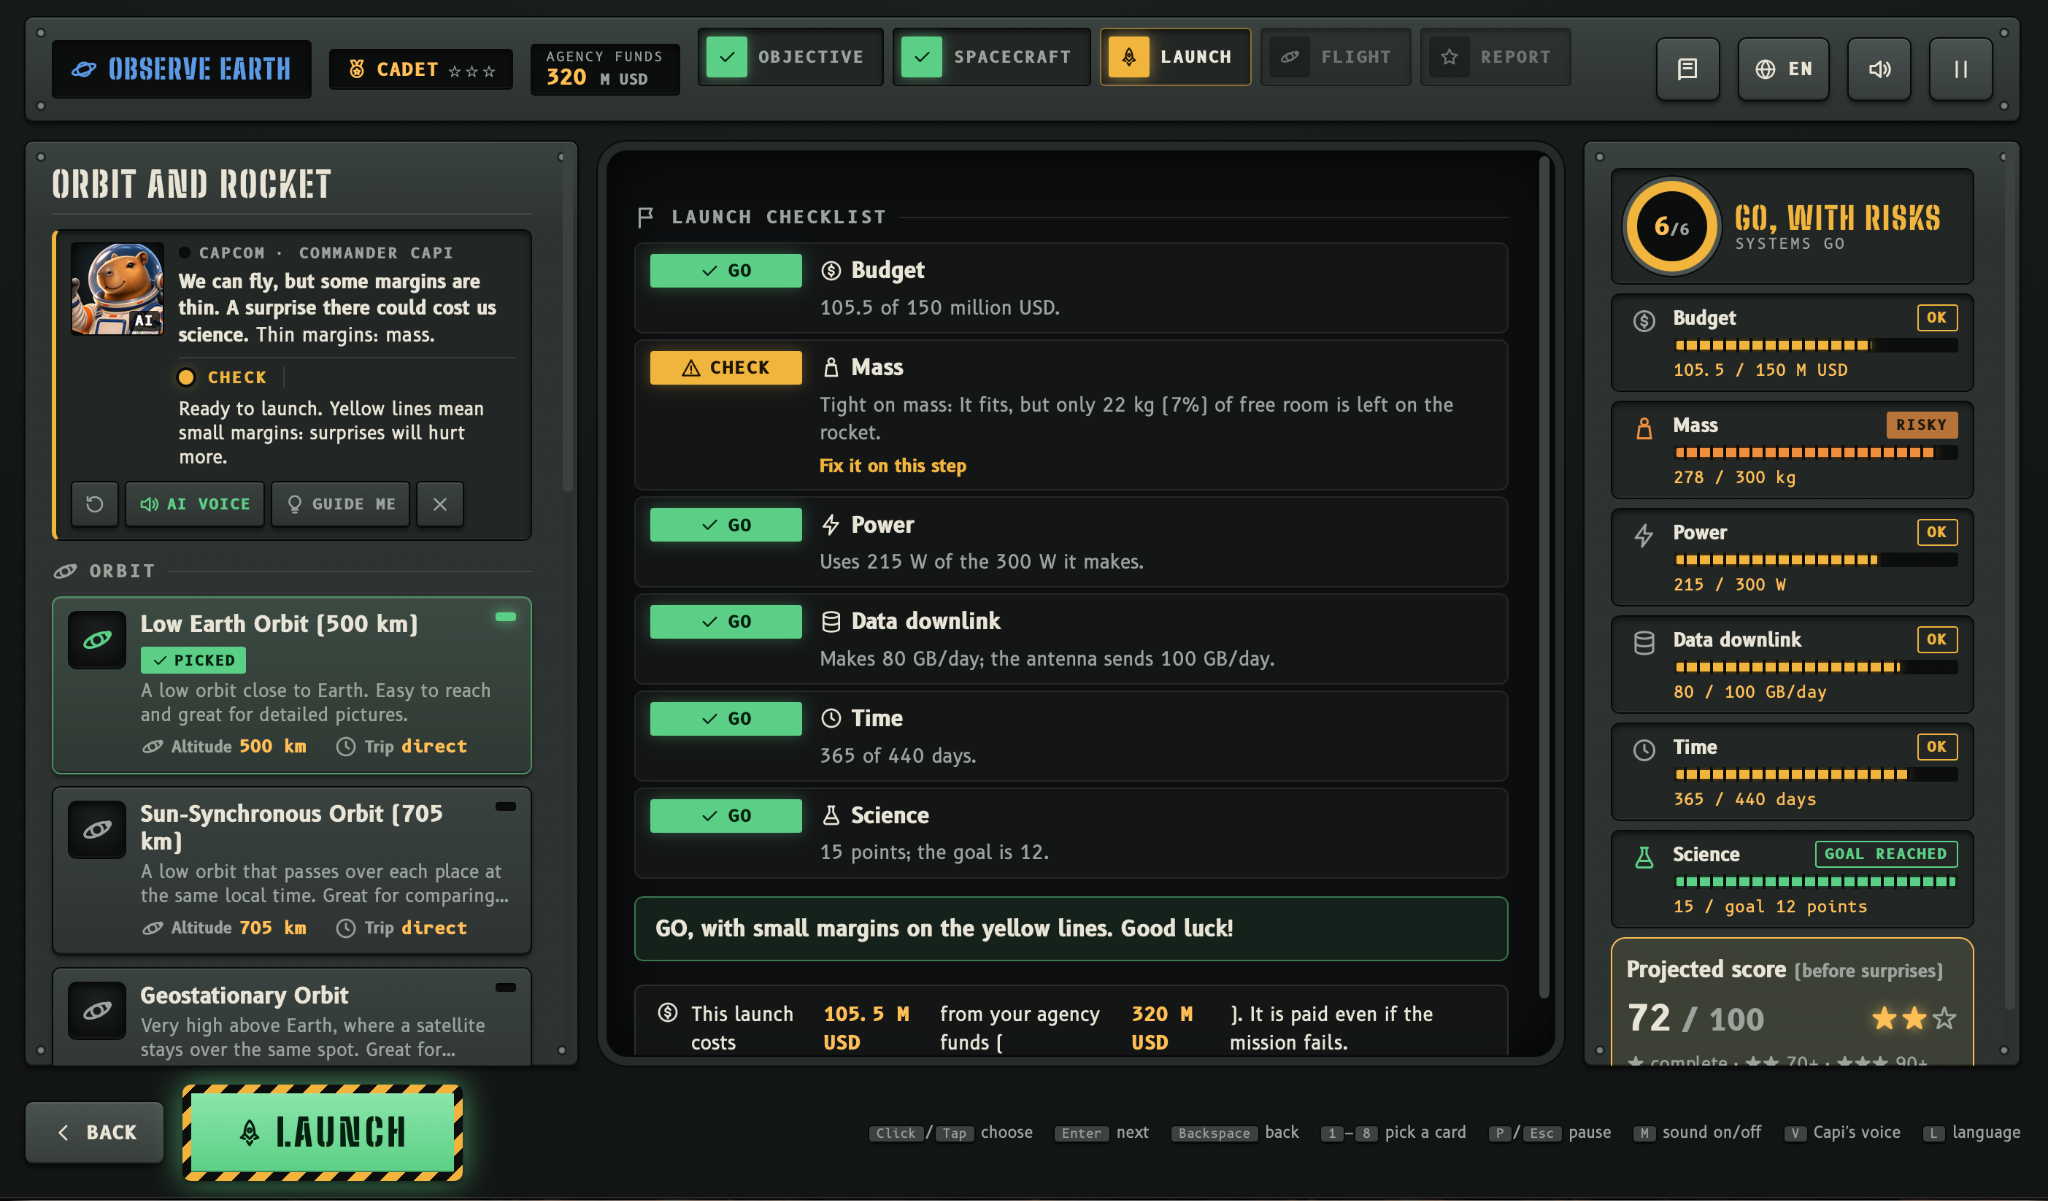 OBSERVE EARTH
CADET ☆☆☆
AGENCY FUNDS
320 M USD
OBJECTIVE
SPACECRAFT
LAUNCH
FLIGHT
REPORT
EN
ORBIT AND ROCKET
CAPCOM · COMMANDER CAPI
We can fly, but some margins are
thin. A surprise there could cost us
science. Thin margins: mass.
AI
CHECK
Ready to launch. Yellow lines mean
small margins: surprises will hurt
more.
AI VOICE
GUIDE ME
ORBIT
Low Earth Orbit (500 km)
PICKED
A low orbit close to Earth. Easy to reach
and great for detailed pictures.
Altitude 500 km Trip direct
Sun-Synchronous Orbit (705
km)
A low orbit that passes over each place at
the same local time. Great for comparing…
Altitude 705 km Trip direct
Geostationary Orbit
Very high above Earth, where a satellite
stays over the same spot. Great for…
LAUNCH CHECKLIST
GO Budget
105.5 of 150 million USD.
CHECK Mass
Tight on mass: It fits, but only 22 kg (7%) of free room is left on the
rocket.
Fix it on this step
GO Power
Uses 215 W of the 300 W it makes.
GO Data downlink
Makes 80 GB/day; the antenna sends 100 GB/day.
GO Time
365 of 440 days.
GO Science
15 points; the goal is 12.
GO, with small margins on the yellow lines. Good luck!
This launch 105.5 M from your agency 320 M ). It is paid even if the
costs USD funds ( USD mission fails.
6/6
GO, WITH RISKS
SYSTEMS GO
Budget OK
105.5 / 150 M USD
Mass RISKY
278 / 300 kg
Power OK
215 / 300 W
Data downlink OK
80 / 100 GB/day
Time OK
365 / 440 days
Science GOAL REACHED
15 / goal 12 points
Projected score (before surprises)
72 / 100 ★★☆
★ complete · ★★ 70+ · ★★★ 90+
BACK
LAUNCH
Click/Tap choose Enter next Backspace back 1–8 pick a card P/Esc pause M sound on/off V Capi's voice L language